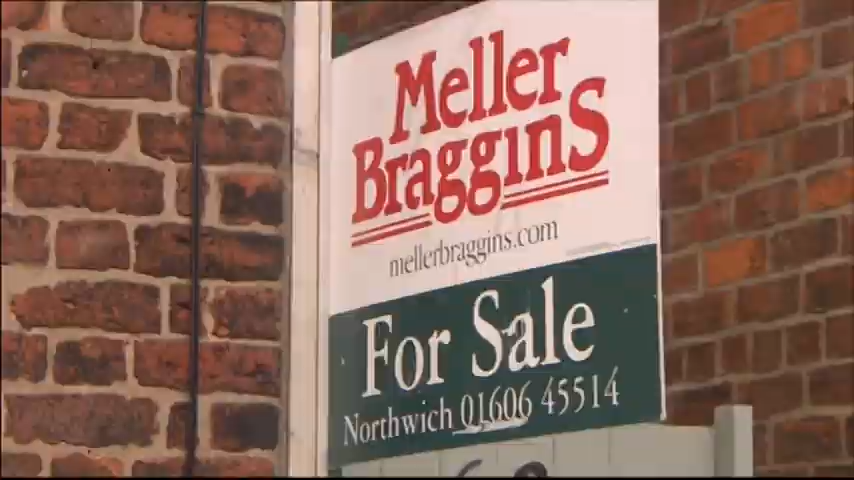 Meller
BragginS
mellerbraggins.com
For Sale
Northwich 01606 45514